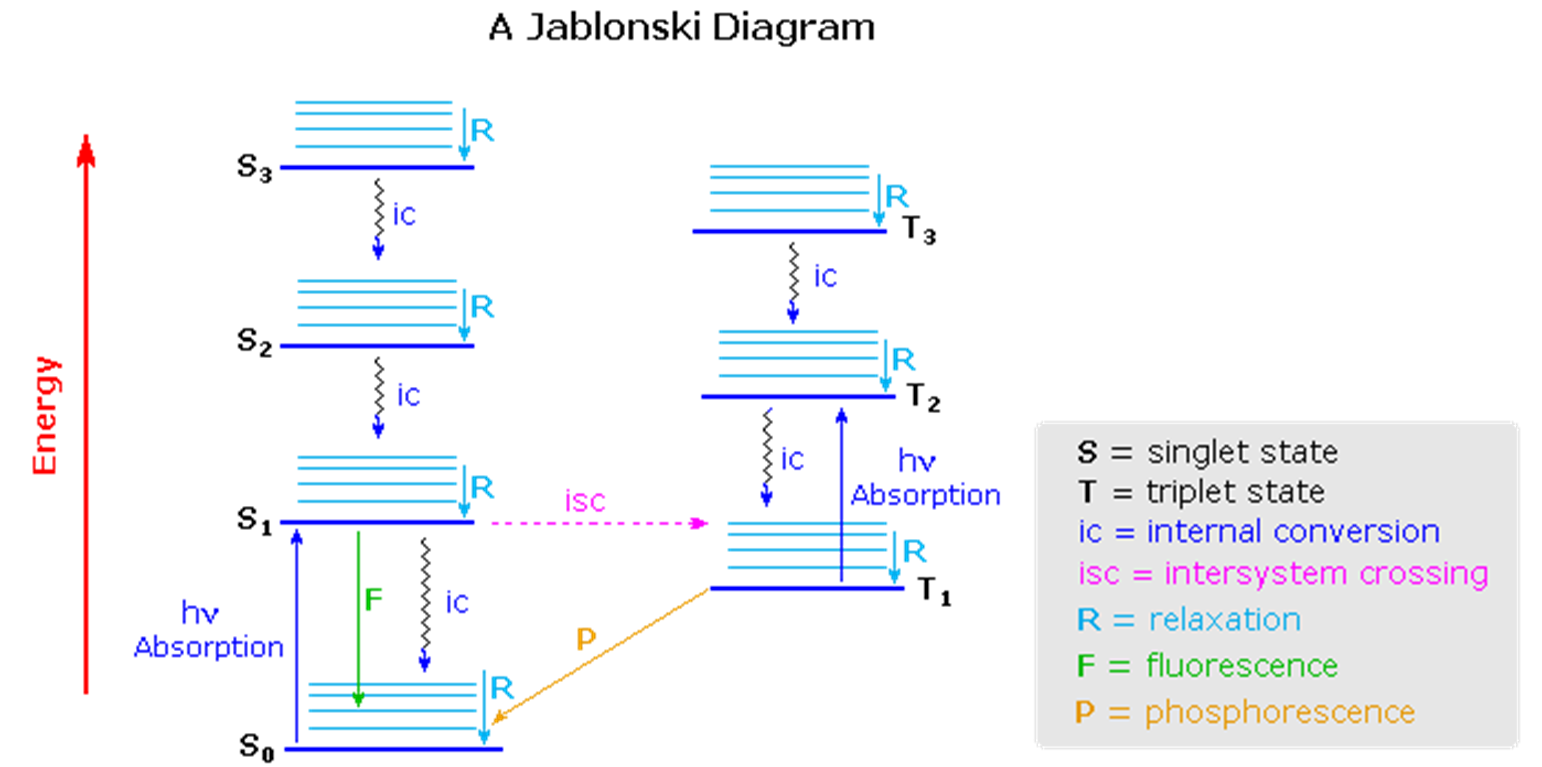 A Jablonski Diagram
Energy
S3
R
ic
S2
R
ic
S1
R
isc
hν
Absorption
F
ic
R
S0
P
R
T3
ic
R
T2
ic
hν
Absorption
R
T1
S = singlet state
T = triplet state
ic = internal conversion
isc = intersystem crossing
R = relaxation
F = fluorescence
P = phosphorescence